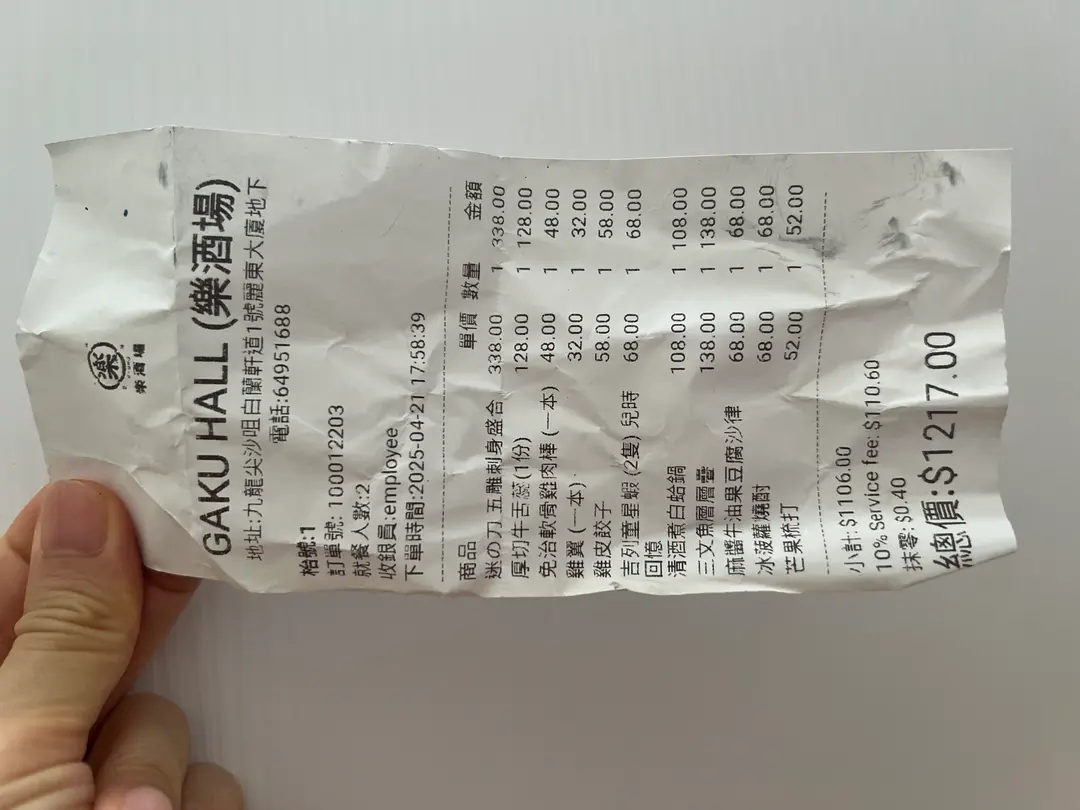 樂
樂酒場
GAKU HALL (樂酒場)
地址:九龍尖沙咀白蘭軒道1號麗東大廈地下
電話:64951688
枱號:1
訂單號: 100012203
就餐人數:2
收銀員:employee
下單時間:2025-04-21 17:58:39
商品 單價 數量 金額
迷の刀 五雕刺身盛合 338.00 1 338.00
厚切牛舌蕊(1份) 128.00 1 128.00
免治軟骨雞肉棒 (一本) 48.00 1 48.00
雞翼 (一本) 32.00 1 32.00
雞皮餃子 58.00 1 58.00
吉列童星蝦 (2隻) 兒時 68.00 1 68.00
回憶
清酒煮白蛤鍋 108.00 1 108.00
三文魚層層疊 138.00 1 138.00
麻醬牛油果豆腐沙律 68.00 1 68.00
冰菠蘿燒酎 68.00 1 68.00
芒果梳打 52.00 1 52.00
小計: $1106.00
10% Service fee: $110.60
抹零: $0.40
總價:$1217.00